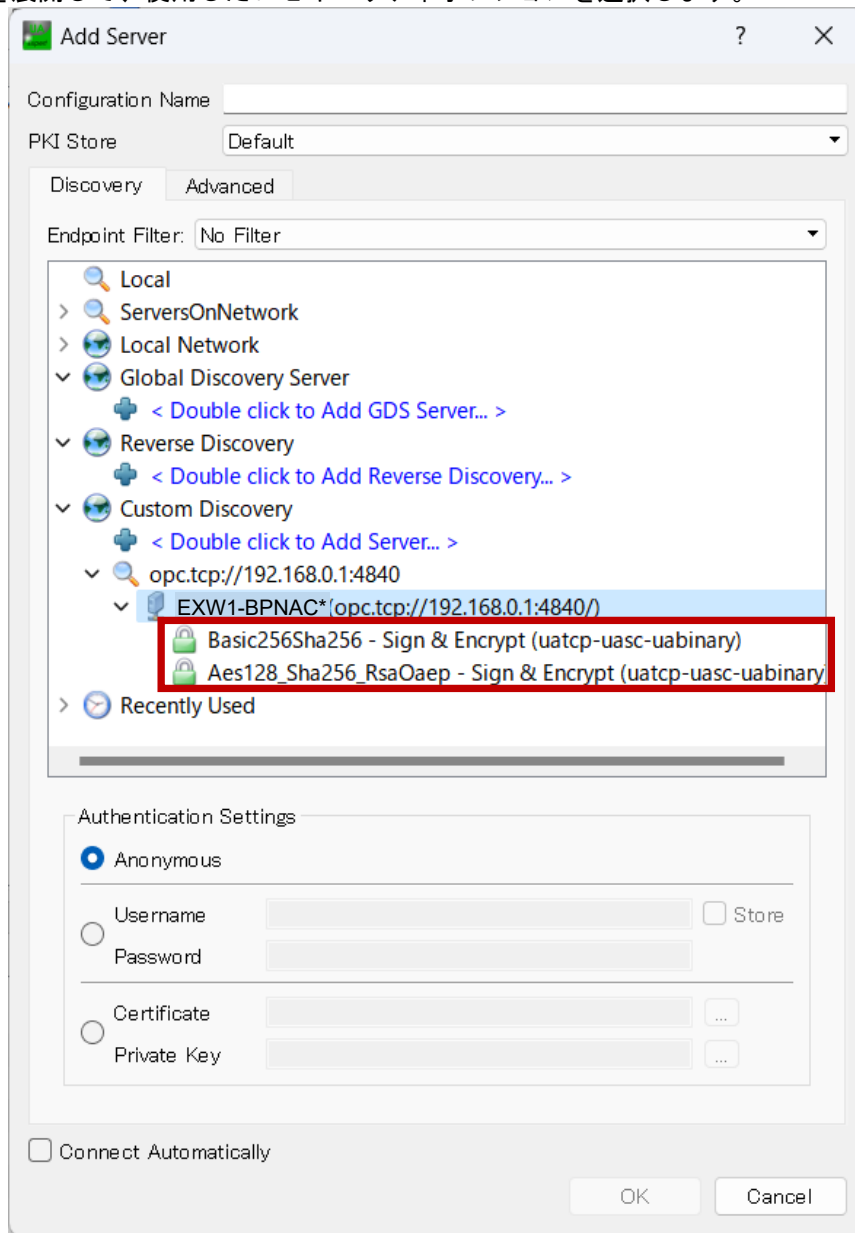 Add Server
?
Configuration Name
PKI Store Default
Discovery Advanced
Endpoint Filter: No Filter
Local
ServersOnNetwork
Local Network
Global Discovery Server
< Double click to Add GDS Server... >
Reverse Discovery
< Double click to Add Reverse Discovery... >
Custom Discovery
< Double click to Add Server... >
opc.tcp://192.168.0.1:4840
EXW1-BPNAC* (opc.tcp://192.168.0.1:4840/)
Basic256Sha256 - Sign & Encrypt (uatcp-uasc-uabinary)
Aes128_Sha256_RsaOaep - Sign & Encrypt (uatcp-uasc-uabinary)
Recently Used
Authentication Settings
Anonymous
Username Store
Password
Certificate ...
Private Key ...
Connect Automatically
OK Cancel